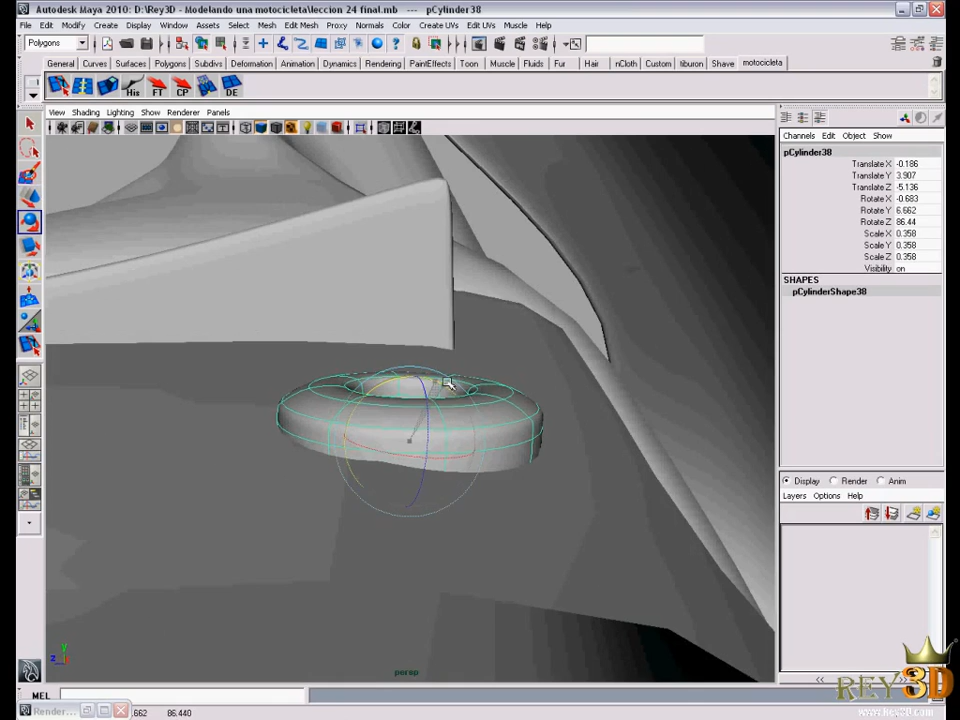 Autodesk Maya 2010: D:\Rey3D - Modelando una motocicleta\leccion 24 final.mb --- pCylinder38
File Edit Modify Create Display Window Assets Select Mesh Edit Mesh Proxy Normals Color Create UVs Edit UVs Muscle Help
Polygons
General Curves Surfaces Polygons Subdivs Deformation Animation Dynamics Rendering PaintEffects Toon Muscle Fluids Fur Hair nCloth Custom tiburon Shave motocicleta
His FT CP DE
View Shading Lighting Show Renderer Panels
Channels Edit Object Show
pCylinder38
Translate X -0.186
Translate Y 3.907
Translate Z -5.136
Rotate X -0.683
Rotate Y 6.662
Rotate Z 86.44
Scale X 0.358
Scale Y 0.358
Scale Z 0.358
Visibility on
SHAPES
pCylinderShape38
Display Render Anim
Layers Options Help
persp
MEL
Render...
.662 86.440
REY3D